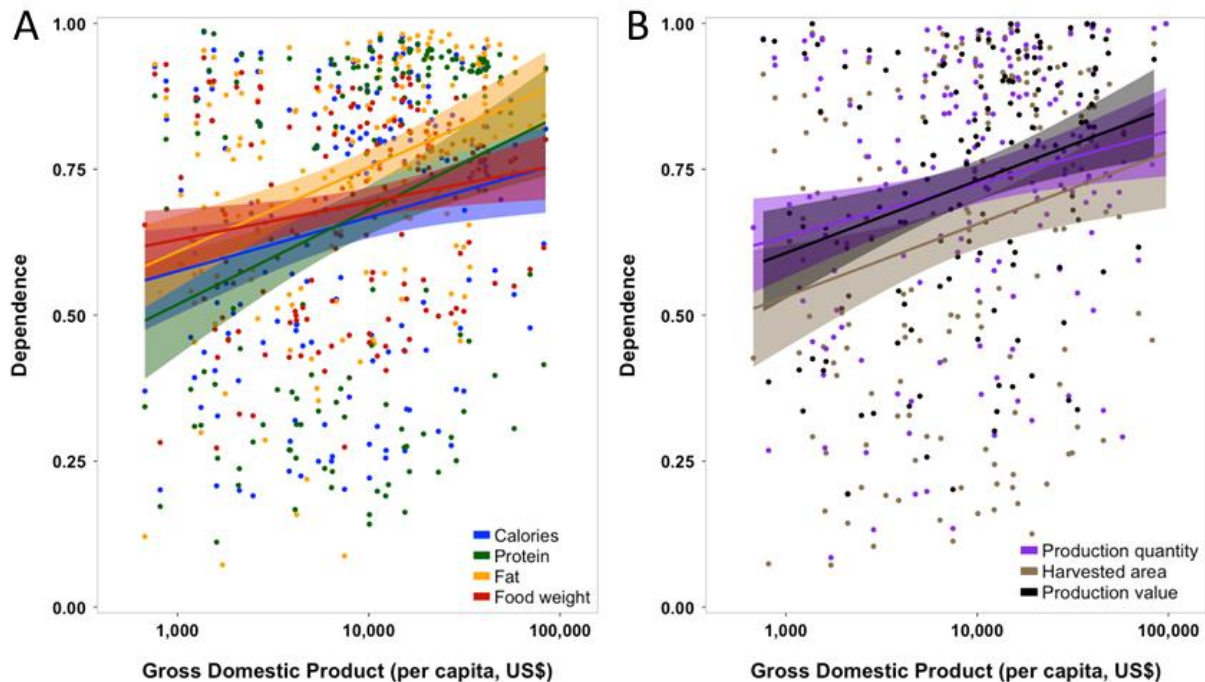 A
B
1.00
0.75
0.50
0.25
0.00
Dependence
Calories
Protein
Fat
Food weight
1,000
10,000
100,000
Gross Domestic Product (per capita, US$)
1.00
0.75
0.50
0.25
0.00
Dependence
Production quantity
Harvested area
Production value
1,000
10,000
100,000
Gross Domestic Product (per capita, US$)